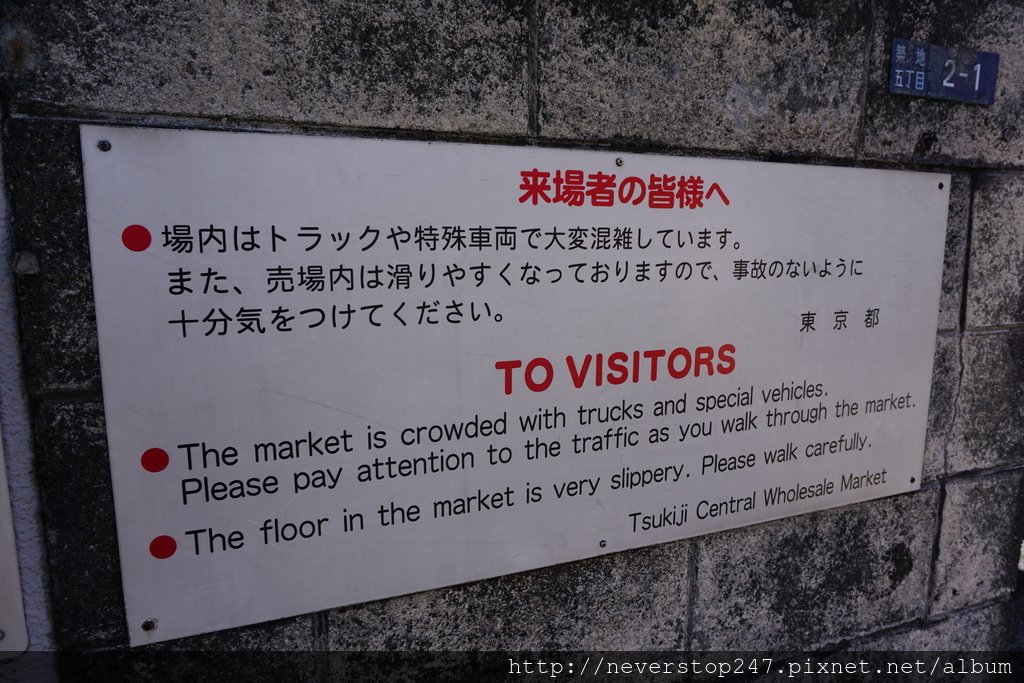 築地
五丁目
2-1
来場者の皆様へ
●場内はトラックや特殊車両で大変混雑しています。
また、売場内は滑りやすくなっておりますので、事故のないように
十分気をつけてください。
東京都
TO VISITORS
●The market is crowded with trucks and special vehicles.
Please pay attention to the traffic as you walk through the market.
●The floor in the market is very slippery. Please walk carefully.
Tsukiji Central Wholesale Market
http://neverstop247.pixnet.net/album